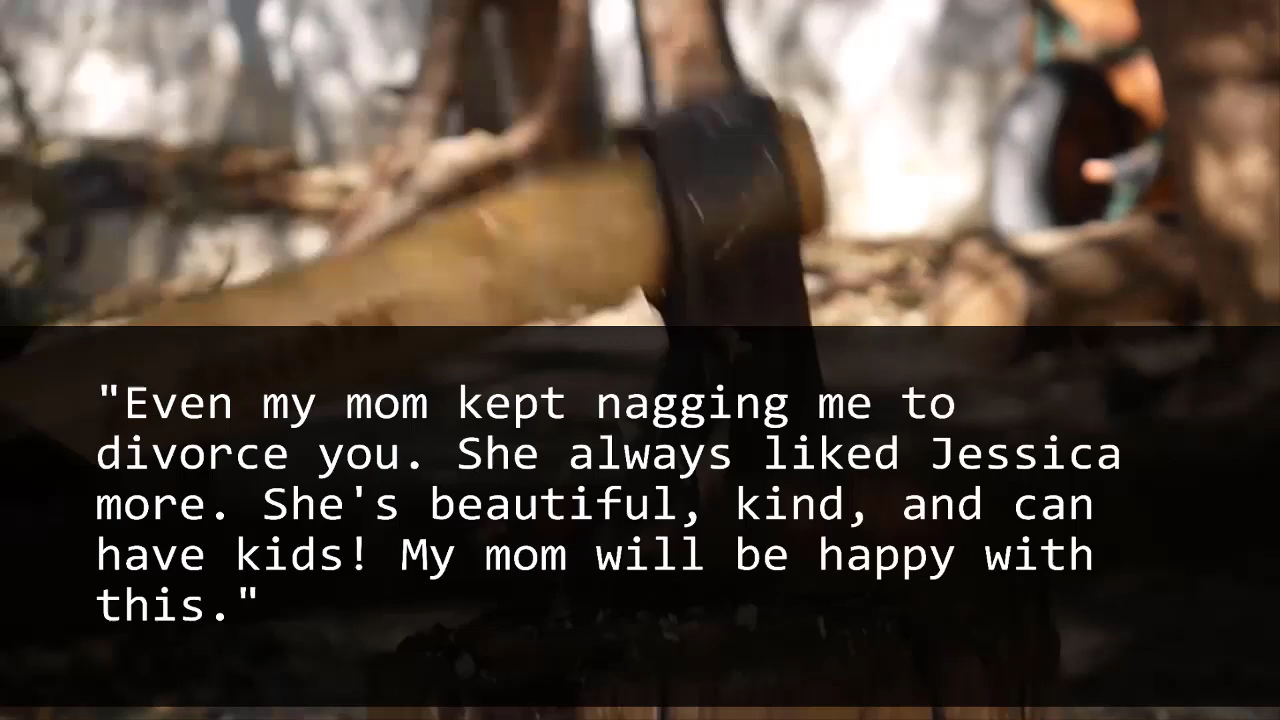 "Even my mom kept nagging me to
divorce you. She always liked Jessica
more. She's beautiful, kind, and can
have kids! My mom will be happy with
this."